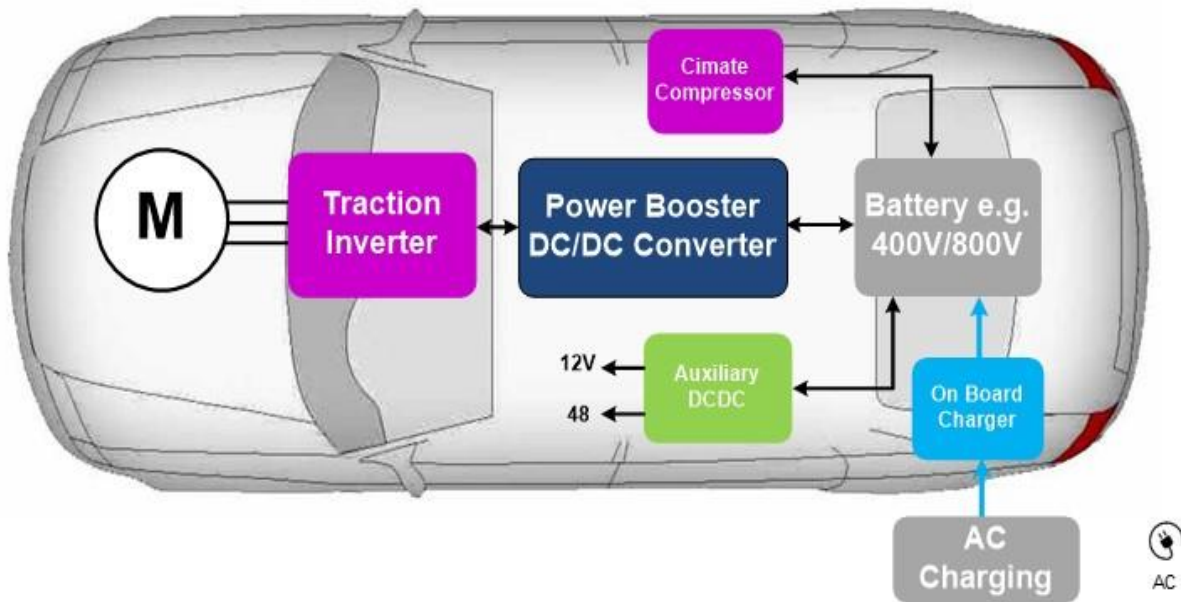 Cimate
Compressor
M
Traction
Inverter
Power Booster
DC/DC Converter
Battery e.g.
400V/800V
12V
48
Auxiliary
DCDC
On Board
Charger
AC
Charging
AC